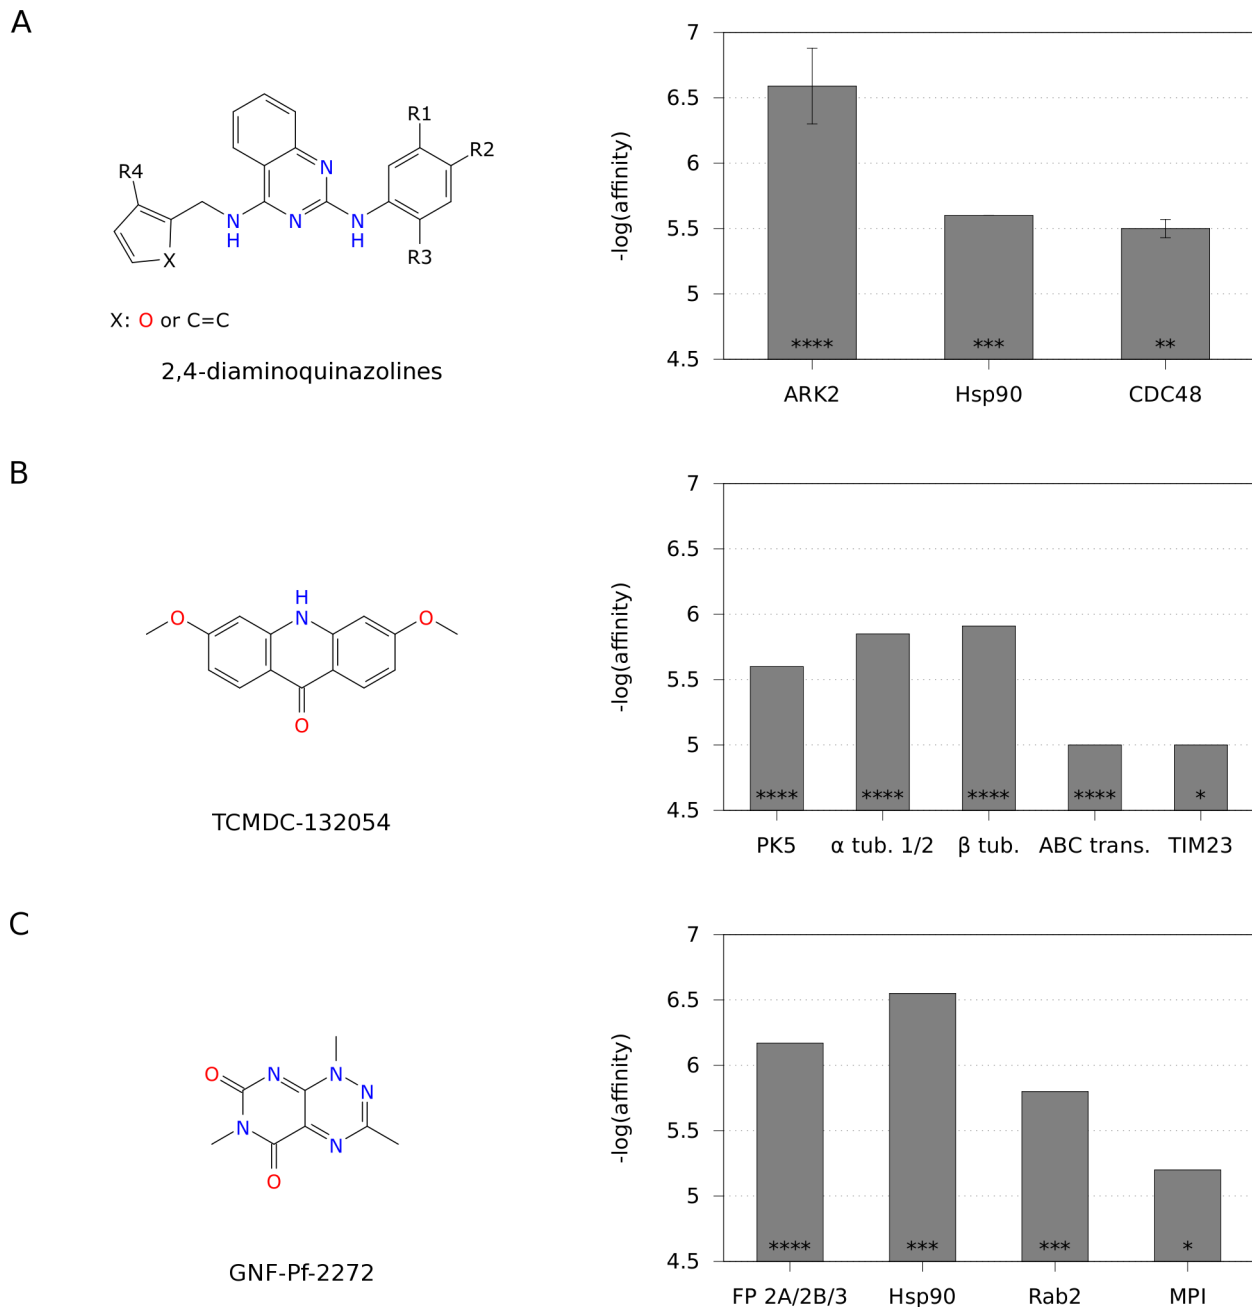 A
R1
R2
R4
N
N
N
H
N
H
X
R3
X: O or C=C
2,4-diaminoquinazolines
-log(affinity)
7
6.5
6
5.5
5
4.5
**** *** **
ARK2 Hsp90 CDC48
B
H
N
O
O
O
TCMDC-132054
-log(affinity)
7
6.5
6
5.5
5
4.5
**** **** **** **** *
PK5 α tub. 1/2 β tub. ABC trans. TIM23
C
O
N
N
N
N
N
O
GNF-Pf-2272
-log(affinity)
7
6.5
6
5.5
5
4.5
**** *** *** *
FP 2A/2B/3 Hsp90 Rab2 MPI